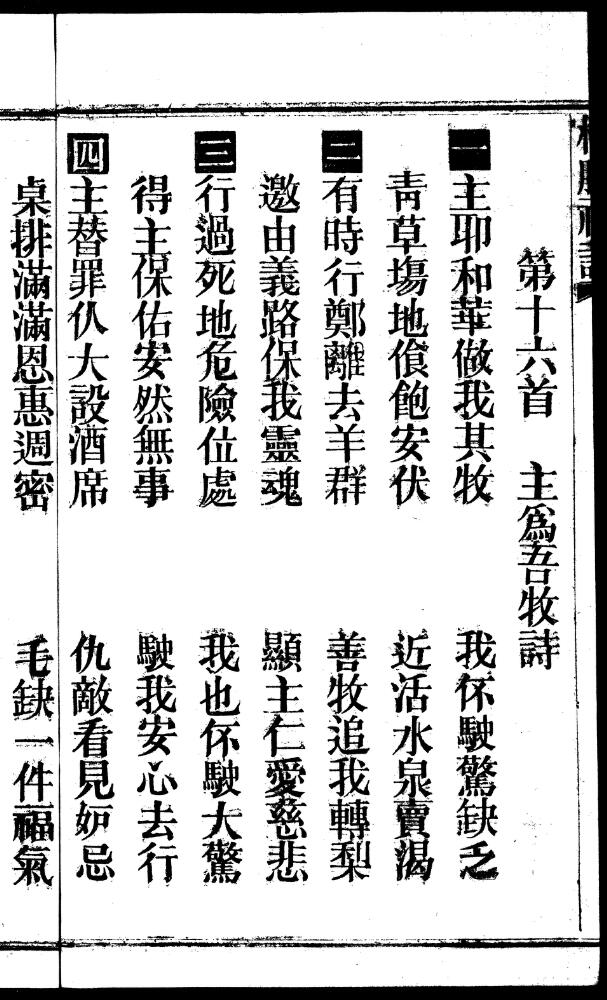 第十六首　主爲吾牧詩
一 主耶和華做我其牧　我伓駛驚缺乏
青草塲地偹飽安伏　近活水泉賣渴
二 有時行鄭離去羊群　善牧追我轉犁
邀由義路保我靈魂　顯主仁愛慈悲
三 行過死地危險位處　我也伓駛大驚
得主保佑安然無事　駛我安心去行
四 主替罪仈大設酒席　仇敵看見妒忌
桌排滿滿恩惠週密　毛缺一件福氣